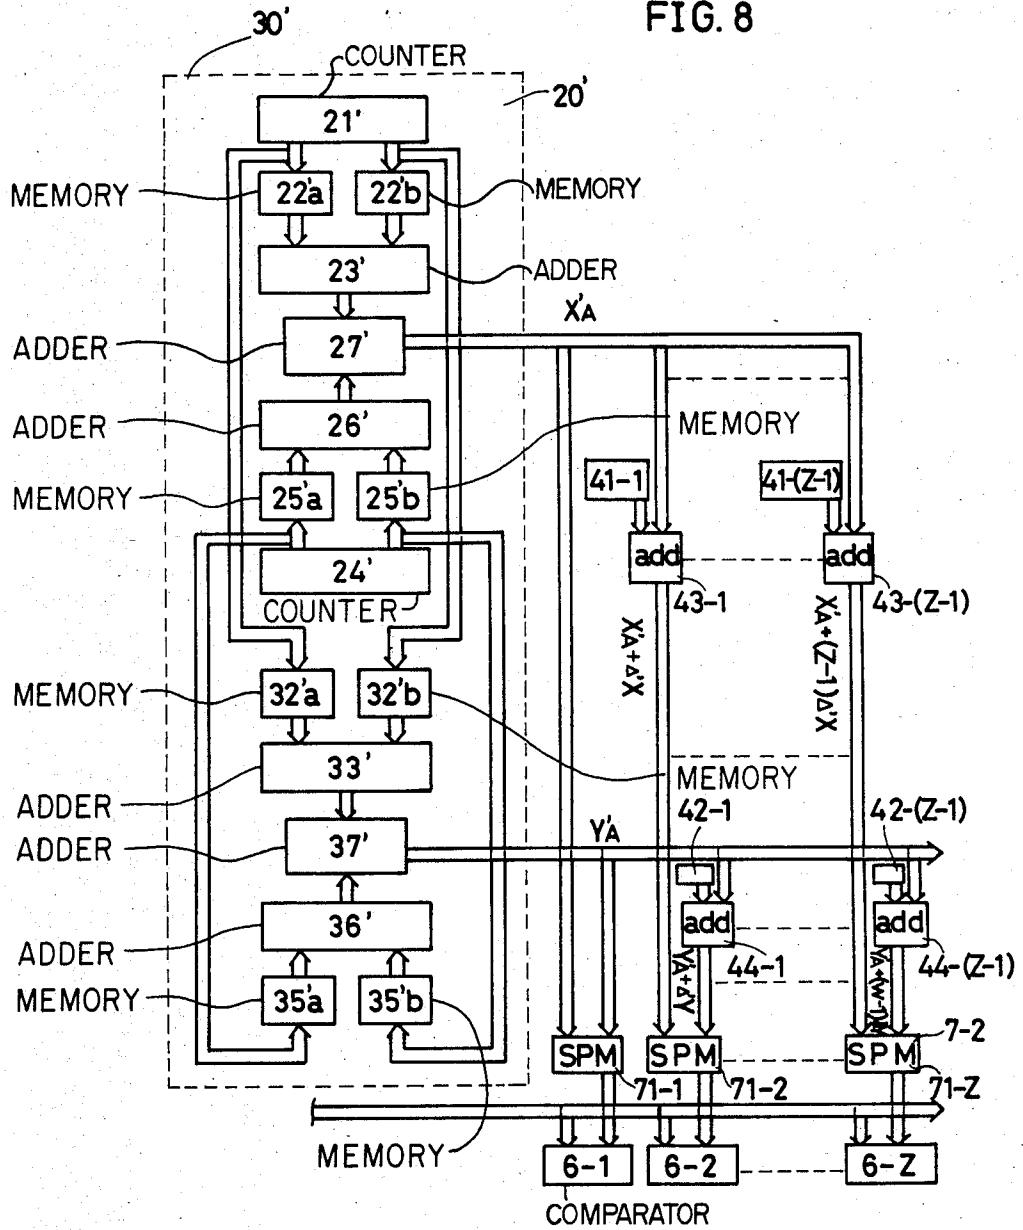 FIG. 8
30'
COUNTER
20'
21'
MEMORY
22'a
22'b
MEMORY
23'
ADDER
X'A
ADDER
27'
ADDER
26'
MEMORY
MEMORY
25'a
25'b
41-1
41-(Z-1)
24'
add
add
COUNTER
43-1
43-(Z-1)
X'A+Δ'X
X'A+(Z-1)Δ'X
MEMORY
32'a
32'b
33'
MEMORY
ADDER
42-1
42-(Z-1)
ADDER
37'
Y'A
36'
add
add
ADDER
44-1
44-(Z-1)
MEMORY
35'a
35'b
Y'A+Δ'Y
7-2
SPM
SPM
SPM
71-1
71-2
71-Z
MEMORY
6-1
6-2
6-Z
COMPARATOR